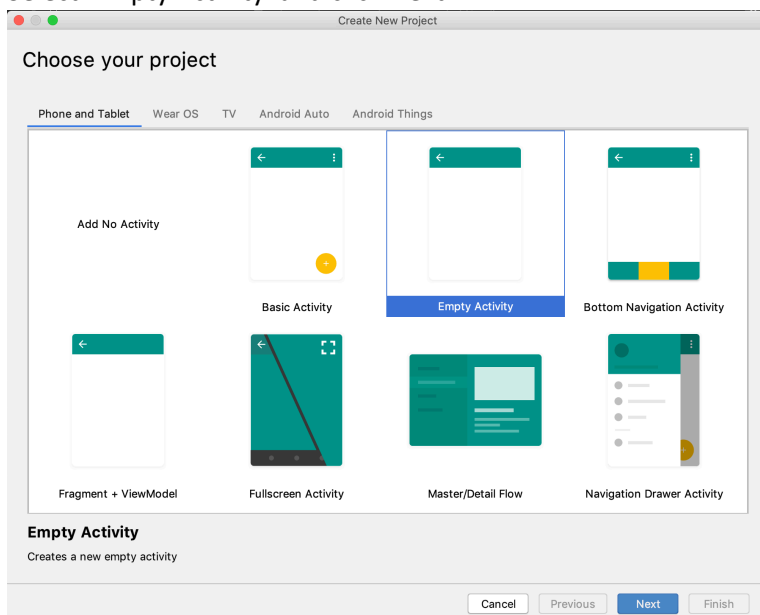 Create New Project
Choose your project
Phone and Tablet Wear OS TV Android Auto Android Things
Add No Activity
Basic Activity Empty Activity Bottom Navigation Activity
Fragment + ViewModel Fullscreen Activity Master/Detail Flow Navigation Drawer Activity
Empty Activity
Creates a new empty activity
Cancel Previous Next Finish